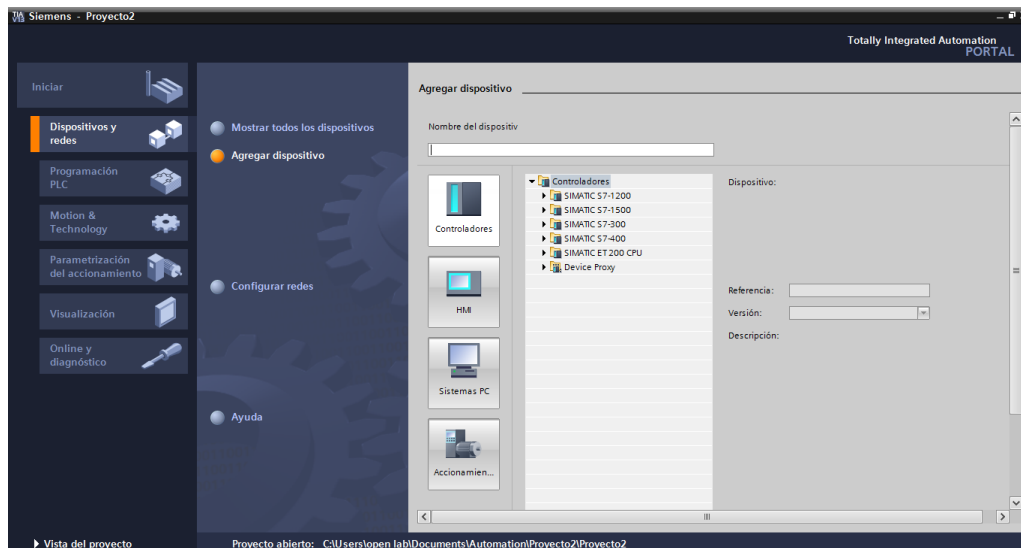 Siemens - Proyecto2
Totally Integrated Automation
PORTAL
Iniciar
Dispositivos y
redes
Programación
PLC
Motion &
Technology
Parametrización
del accionamiento
Visualización
Online y
diagnóstico
Mostrar todos los dispositivos
Agregar dispositivo
Configurar redes
Ayuda
Agregar dispositivo
Nombre del dispositiv
Controladores
HMI
Sistemas PC
Accionamien...
Controladores
SIMATIC S7-1200
SIMATIC S7-1500
SIMATIC S7-300
SIMATIC S7-400
SIMATIC ET 200 CPU
Device Proxy
Dispositivo:
Referencia:
Versión:
Descripción:
Vista del proyecto
Proyecto abierto: C:\Users\open lab\Documents\Automation\Proyecto2\Proyecto2